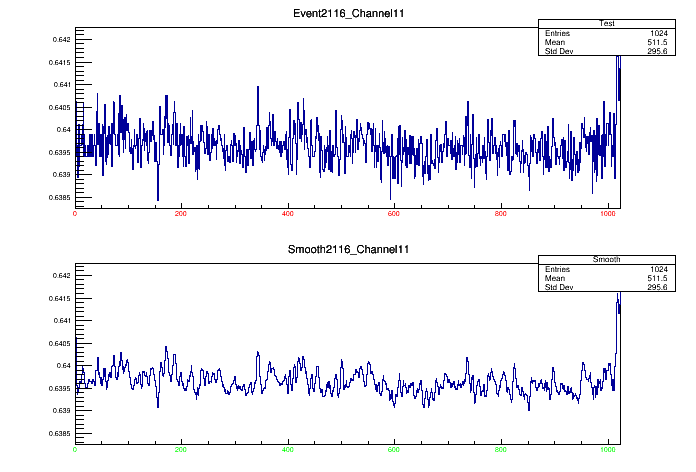 Event2116_Channel11
Test
Entries 1024
Mean 511.5
Std Dev 295.6
0.642
0.6415
0.641
0.6405
0.64
0.6395
0.639
0.6385
0 200 400 600 800 1000
Smooth2116_Channel11
Smooth
Entries 1024
Mean 511.5
Std Dev 295.6
0.642
0.6415
0.641
0.6405
0.64
0.6395
0.639
0.6385
0 200 400 600 800 1000